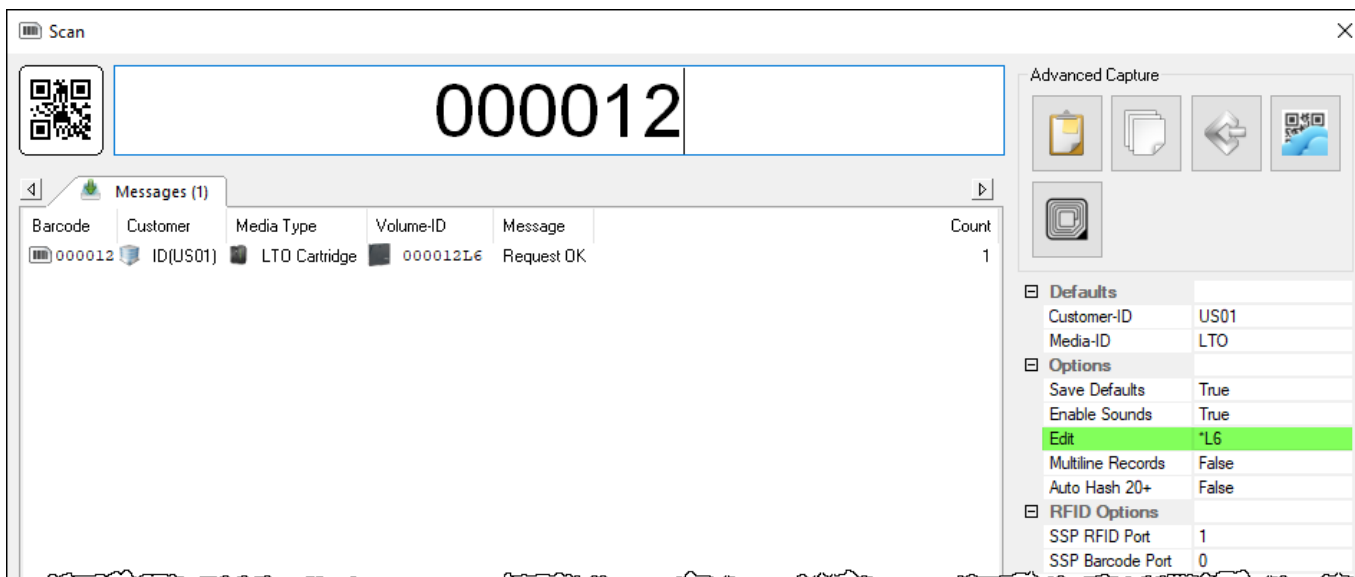 Scan
000012
Messages (1)
Barcode Customer Media Type Volume-ID Message Count
000012 ID(US01) LTO Cartridge 000012L6 Request OK 1
Advanced Capture
Defaults
Customer-ID US01
Media-ID LTO
Options
Save Defaults True
Enable Sounds True
Edit *L6
Multiline Records False
Auto Hash 20+ False
RFID Options
SSP RFID Port 1
SSP Barcode Port 0